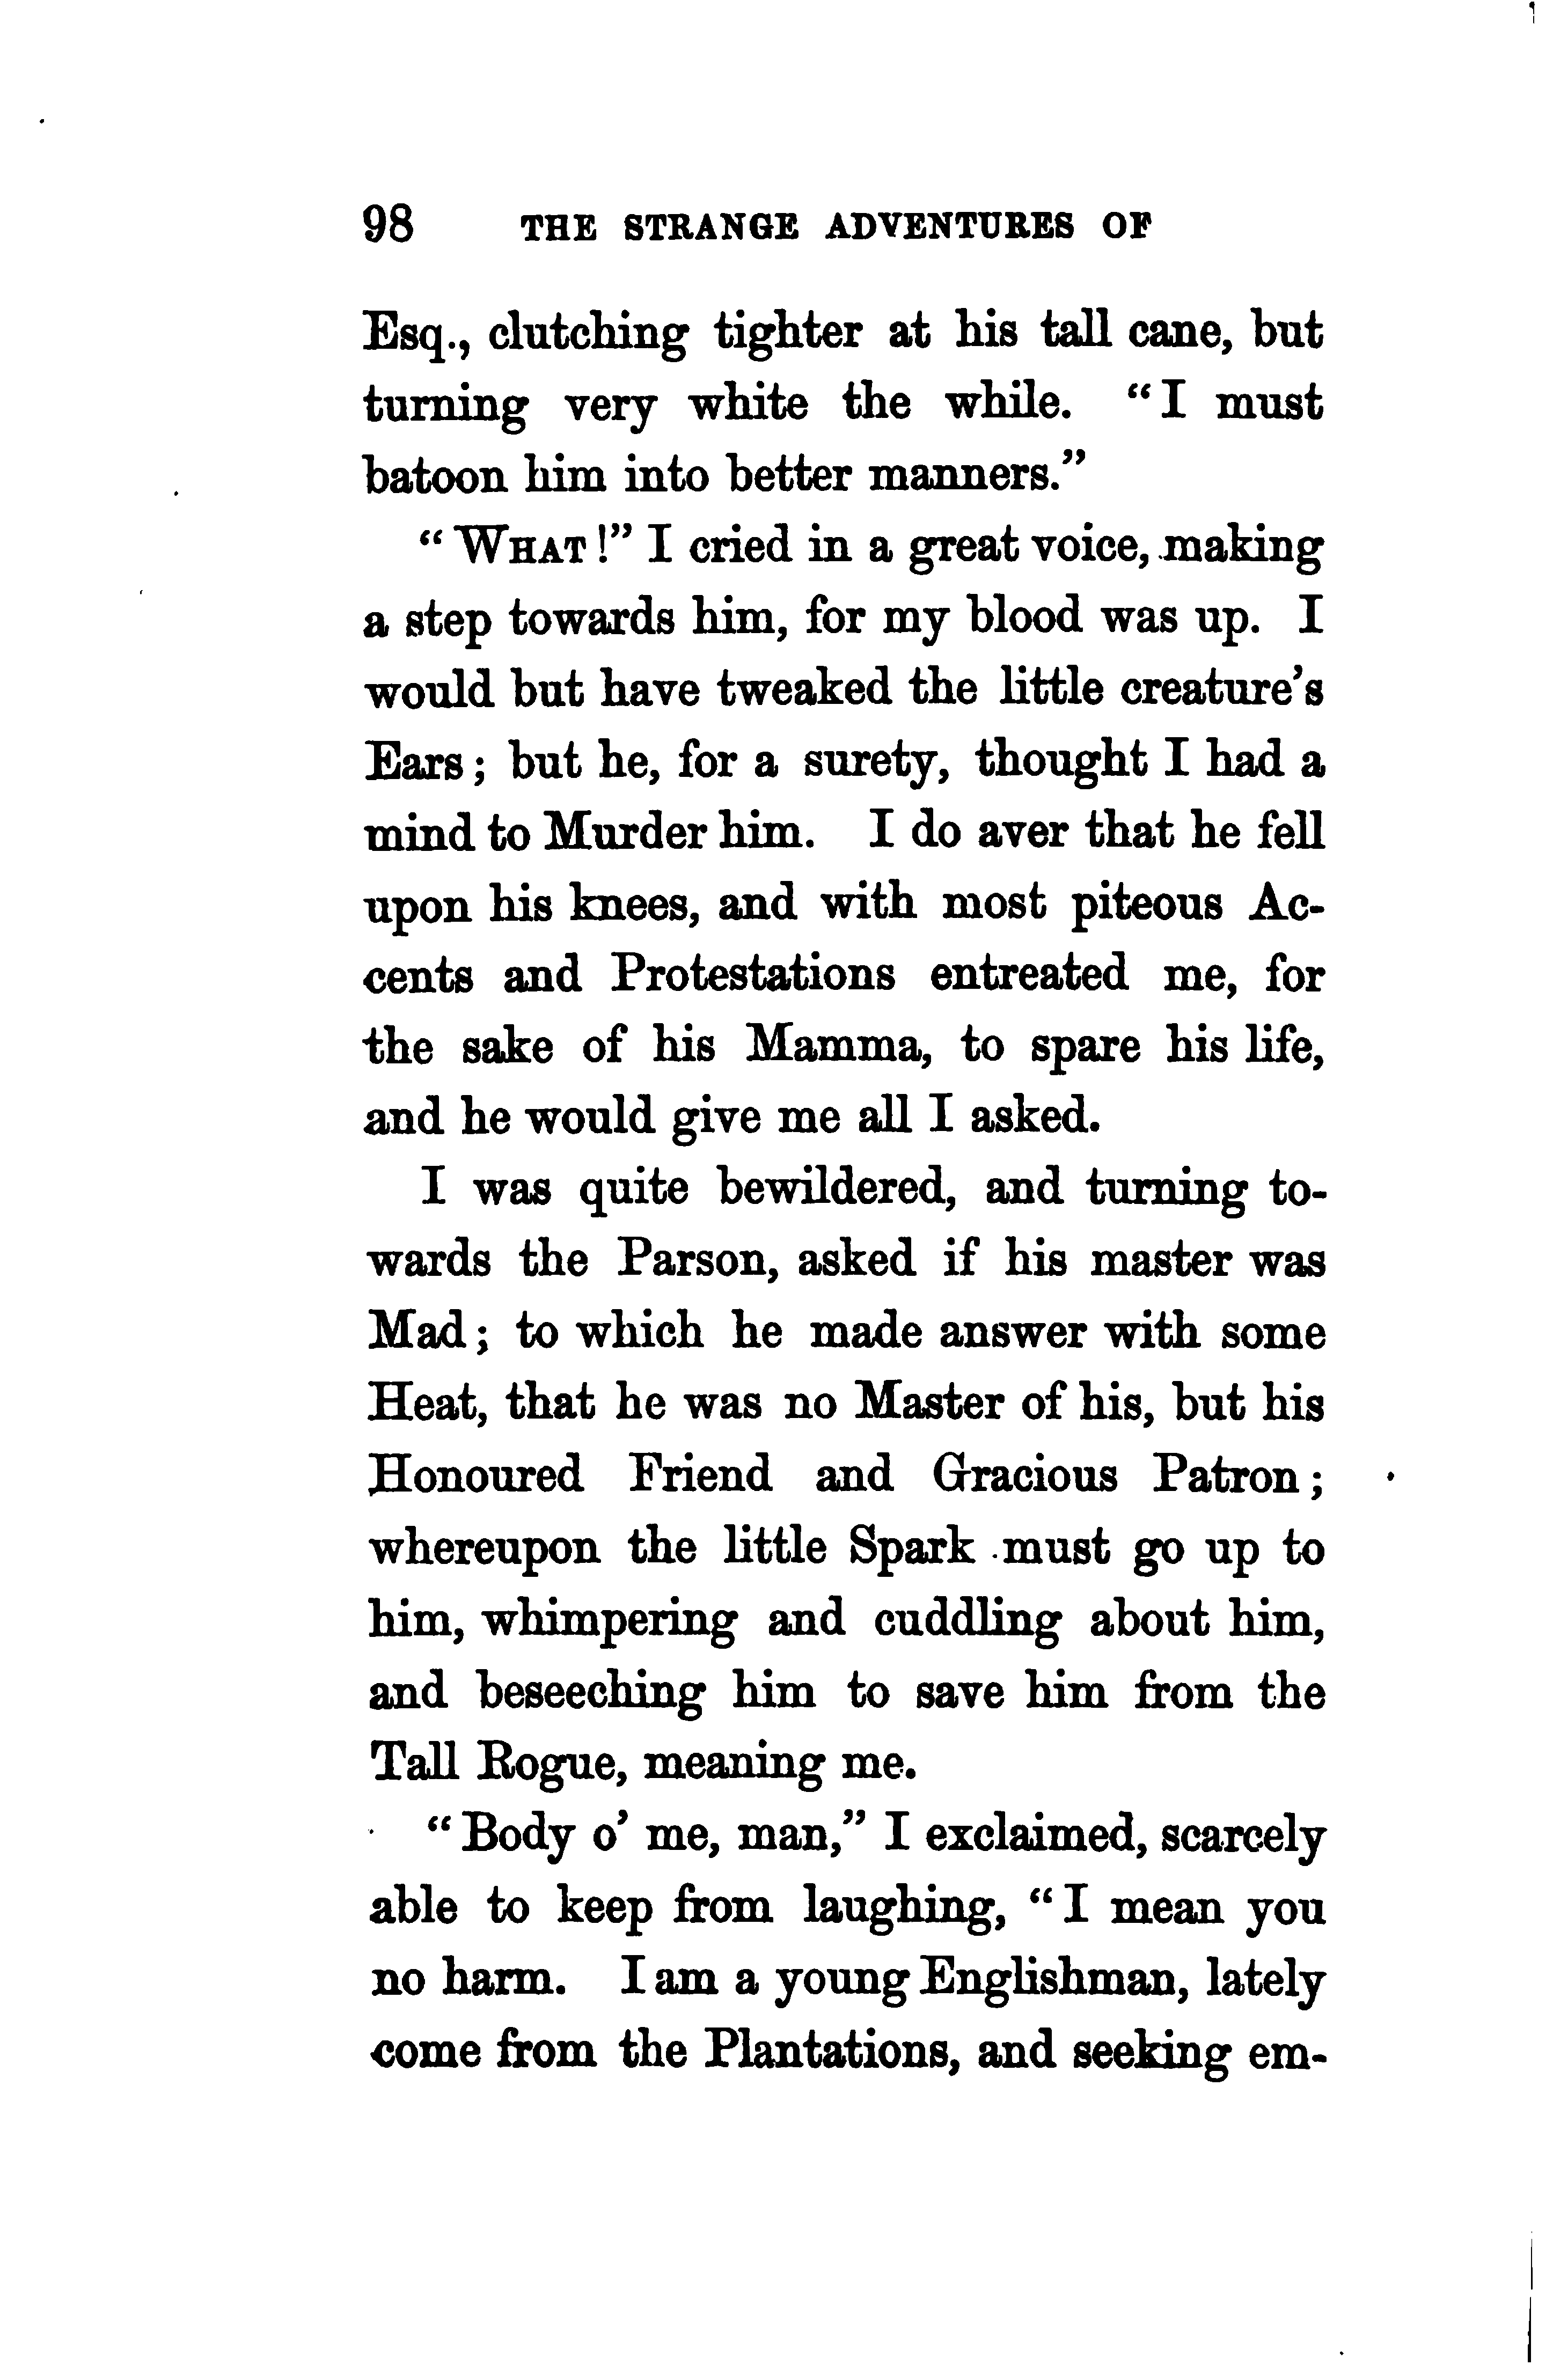 98 THE STRANGE ADVENTURES OF
Esq., clutching tighter at his tall cane, but
turning very white the while. “I must
batoon him into better manners.”
“WHAT!” I cried in a great voice, making
a step towards him, for my blood was up. I
would but have tweaked the little creature’s
Ears; but he, for a surety, thought I had a
mind to Murder him. I do aver that he fell
upon his knees, and with most piteous Ac-
cents and Protestations entreated me, for
the sake of his Mamma, to spare his life,
and he would give me all I asked.
I was quite bewildered, and turning to-
wards the Parson, asked if his master was
Mad; to which he made answer with some
Heat, that he was no Master of his, but his
Honoured Friend and Gracious Patron;
whereupon the little Spark must go up to
him, whimpering and cuddling about him,
and beseeching him to save him from the
Tall Rogue, meaning me.
“Body o’ me, man,” I exclaimed, scarcely
able to keep from laughing, “I mean you
no harm. I am a young Englishman, lately
come from the Plantations, and seeking em-